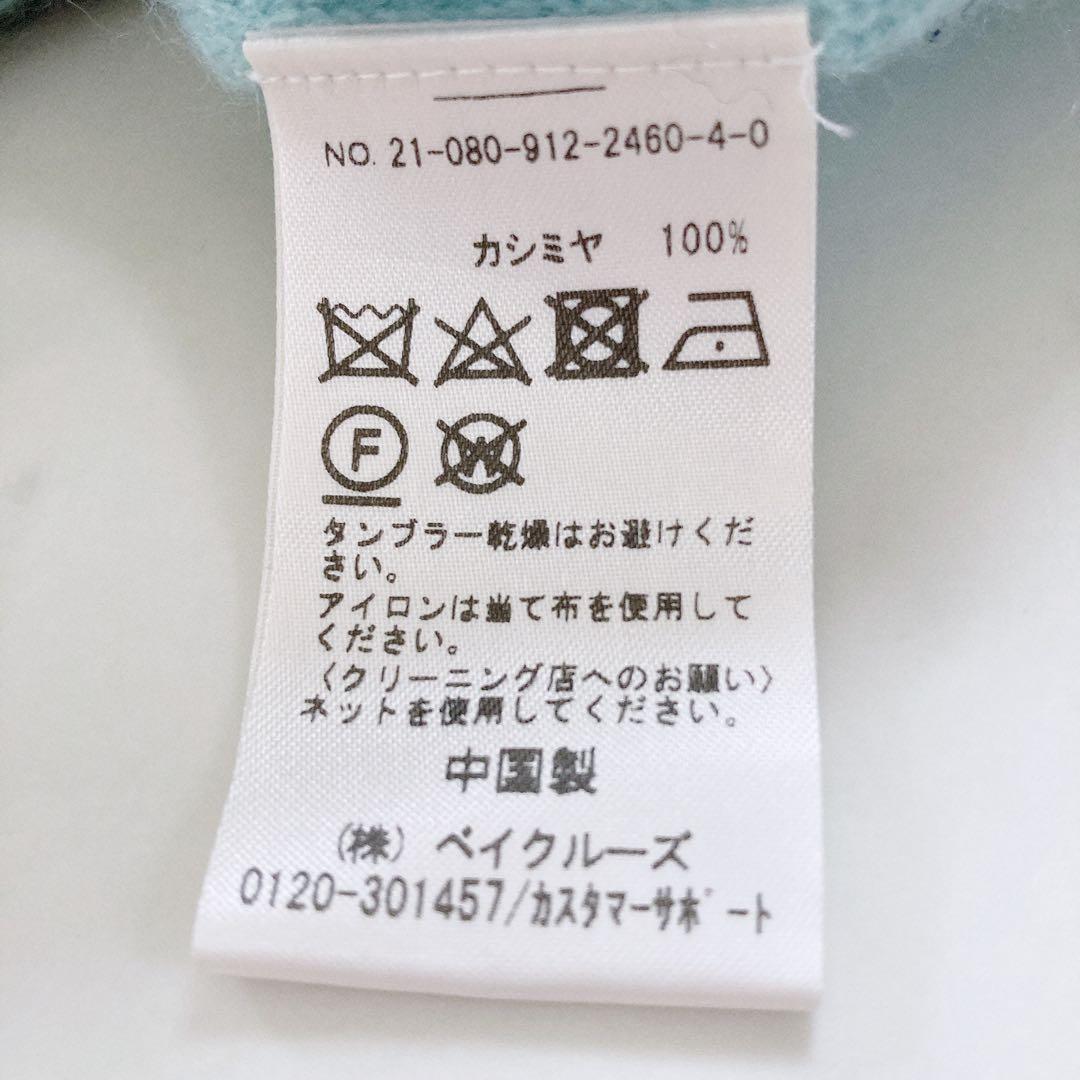 NO. 21-080-912-2460-4-0
カシミヤ 100%
F
W
タンブラー乾燥はお避けくだ
さい。
アイロンは当て布を使用して
ください。
〈クリーニング店へのお願い〉
ネットを使用してください。
中国製
(株) ベイクルーズ
0120-301457/カスタマーサポート